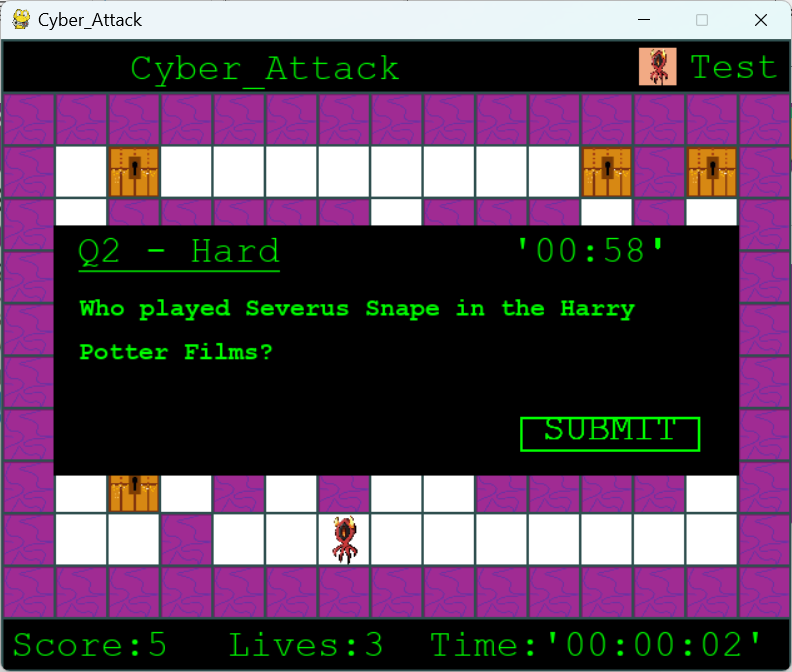 Cyber_Attack
Cyber_Attack Test
Q2 - Hard '00:58'
Who played Severus Snape in the Harry
Potter Films?
SUBMIT
Score:5 Lives:3 Time:'00:00:02'